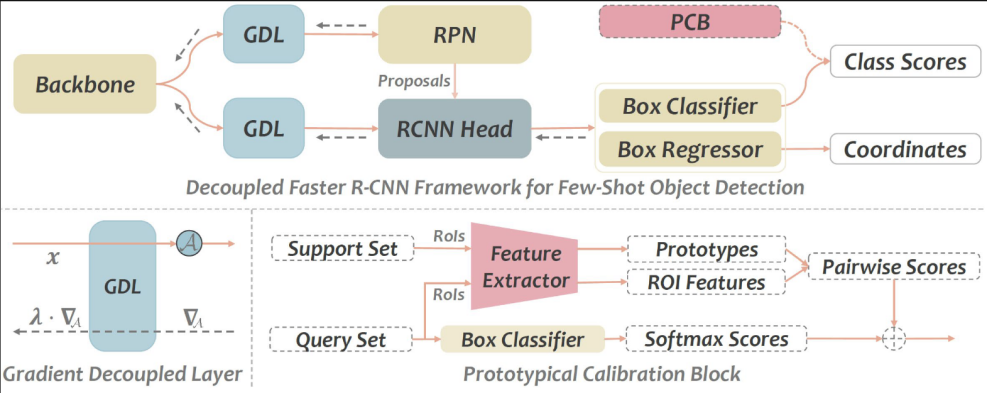 GDL
RPN
PCB
Backbone
Class Scores
Proposals
Box Classifier
GDL
RCNN Head
Box Regressor
Coordinates
Decoupled Faster R-CNN Framework for Few-Shot Object Detection
x
𝒜
GDL
λ · ∇𝒜
∇𝒜
Gradient Decoupled Layer
Support Set
RoIs
Feature
Extractor
RoIs
Prototypes
ROI Features
Pairwise Scores
Query Set
Box Classifier
Softmax Scores
Prototypical Calibration Block